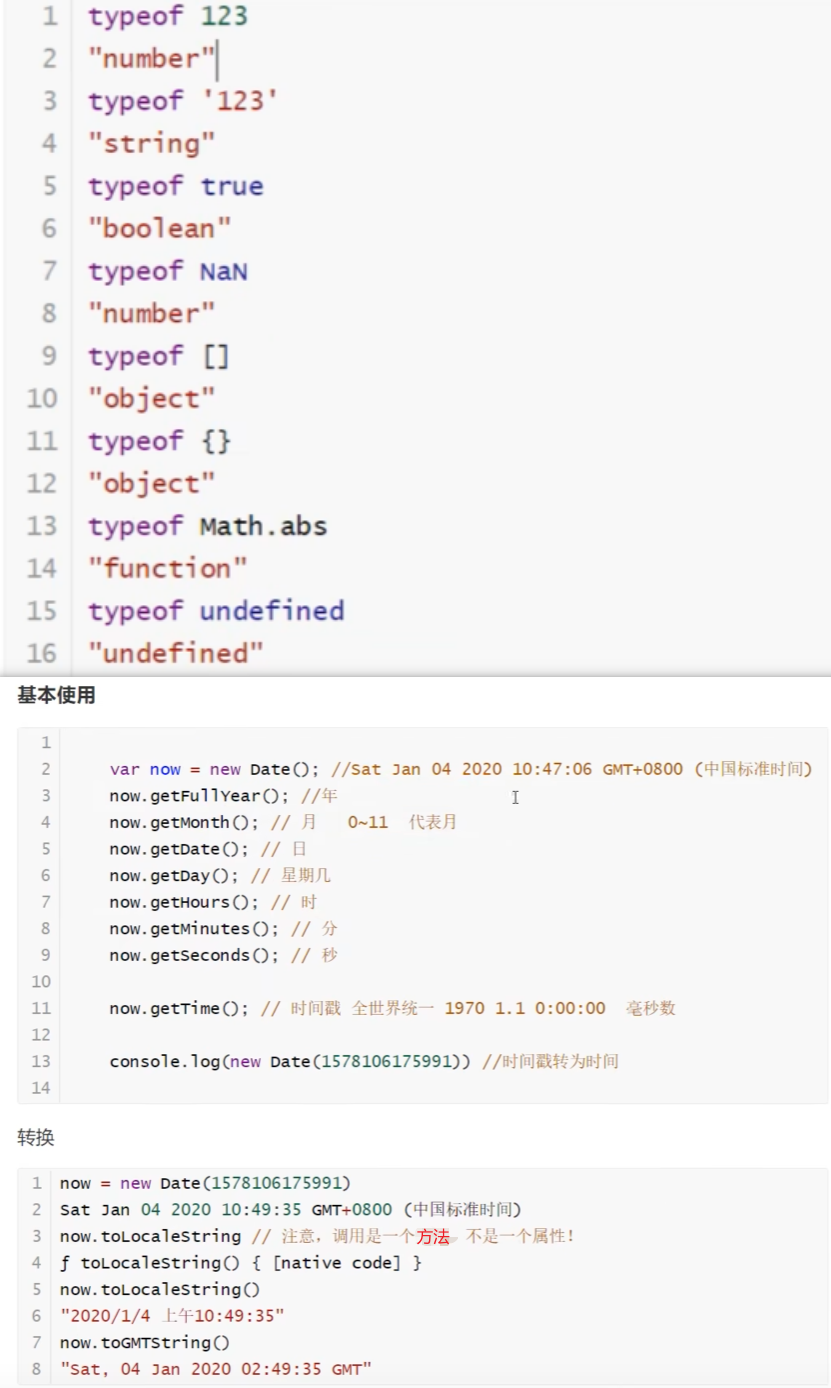 1 typeof 123
2 "number"
3 typeof '123'
4 "string"
5 typeof true
6 "boolean"
7 typeof NaN
8 "number"
9 typeof []
10 "object"
11 typeof {}
12 "object"
13 typeof Math.abs
14 "function"
15 typeof undefined
16 "undefined"
基本使用
1
2 var now = new Date(); //Sat Jan 04 2020 10:47:06 GMT+0800 (中国标准时间)
3 now.getFullYear(); //年
4 now.getMonth(); // 月 0~11 代表月
5 now.getDate(); // 日
6 now.getDay(); // 星期几
7 now.getHours(); // 时
8 now.getMinutes(); // 分
9 now.getSeconds(); // 秒
10
11 now.getTime(); // 时间戳 全世界统一 1970 1.1 0:00:00 毫秒数
12
13 console.log(new Date(1578106175991)) //时间戳转为时间
14
转换
1 now = new Date(1578106175991)
2 Sat Jan 04 2020 10:49:35 GMT+0800 (中国标准时间)
3 now.toLocaleString // 注意，调用是一个方法 不是一个属性！
4 ƒ toLocaleString() { [native code] }
5 now.toLocaleString()
6 "2020/1/4 上午10:49:35"
7 now.toGMTString()
8 "Sat, 04 Jan 2020 02:49:35 GMT"